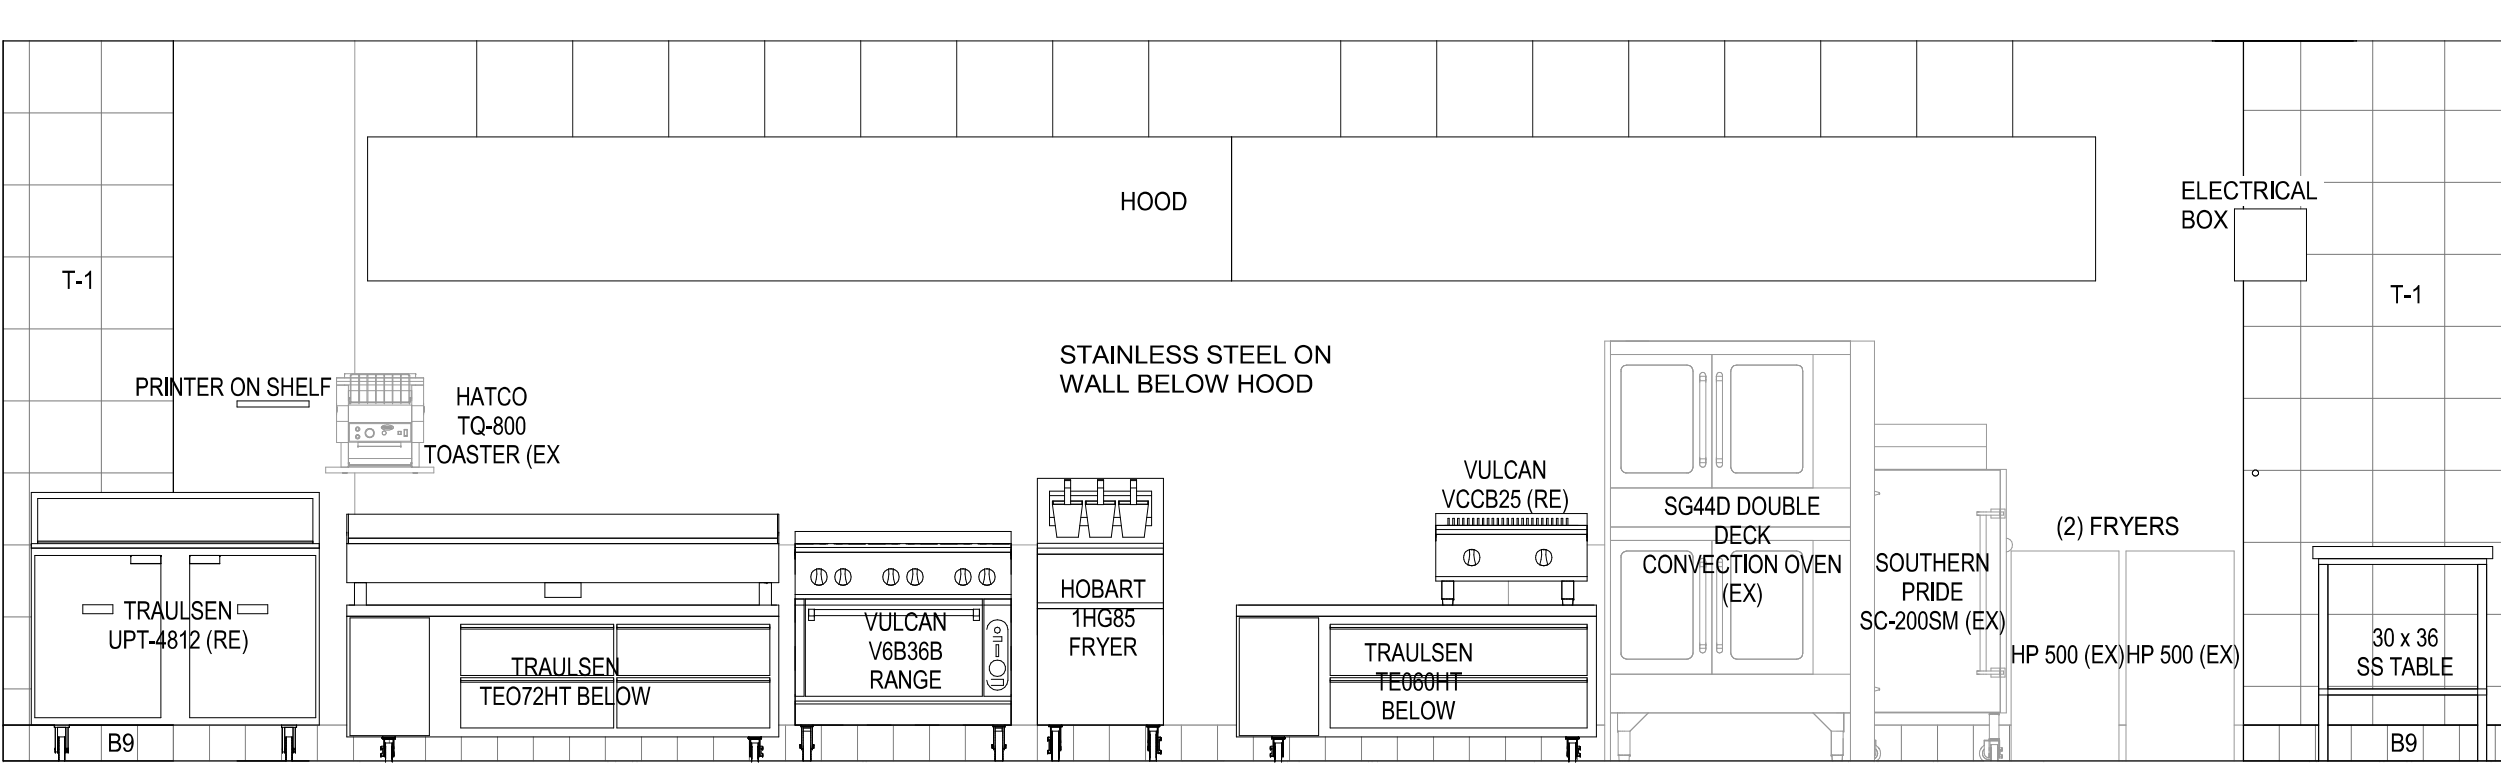 HOOD
ELECTRICAL
BOX
T-1
T-1
STAINLESS STEEL ON
WALL BELOW HOOD
PRINTER ON SHELF
HATCO
TQ-800
TOASTER (EX
VULCAN
VCCB25 (RE)
SG44D DOUBLE
DECK
CONVECTION OVEN
(EX)
(2) FRYERS
SOUTHERN
PRIDE
SC-200SM (EX)
HOBART
1HG85
FRYER
TRAULSEN
UPT-4812 (RE)
VULCAN
V6B36B
RANGE
TRAULSEN
TEO72HT BELOW
TRAULSEN
TE060HT
BELOW
HP 500 (EX)
HP 500 (EX)
30 x 36
SS TABLE
B9
B9